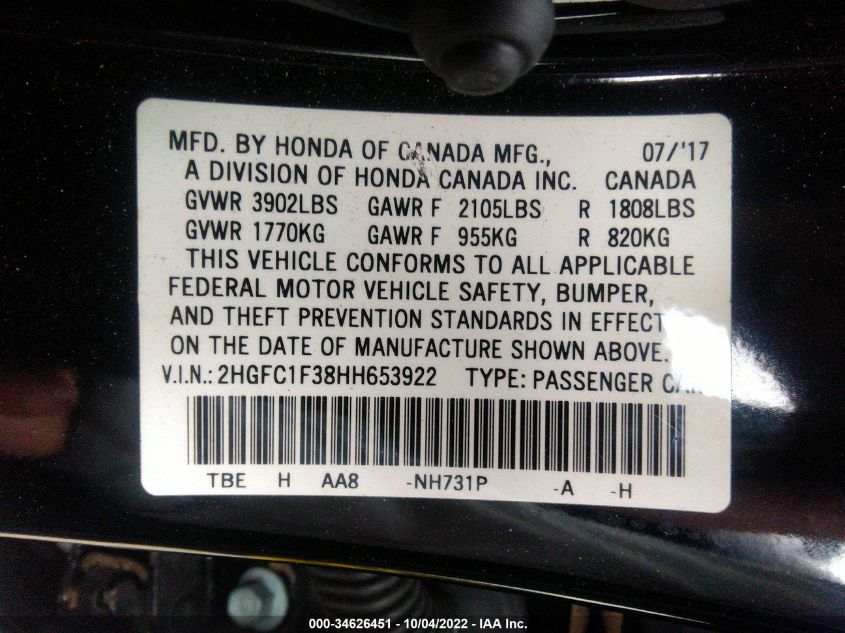 MFD. BY HONDA OF CANADA MFG., 07/'17
A DIVISION OF HONDA CANADA INC. CANADA
GVWR 3902LBS GAWR F 2105LBS R 1808LBS
GVWR 1770KG GAWR F 955KG R 820KG
THIS VEHICLE CONFORMS TO ALL APPLICABLE
FEDERAL MOTOR VEHICLE SAFETY, BUMPER,
AND THEFT PREVENTION STANDARDS IN EFFECT
ON THE DATE OF MANUFACTURE SHOWN ABOVE.
V.I.N.: 2HGFC1F38HH653922 TYPE: PASSENGER CAR
TBE H AA8 -NH731P -A -H
000-34626451 - 10/04/2022 - IAA Inc.